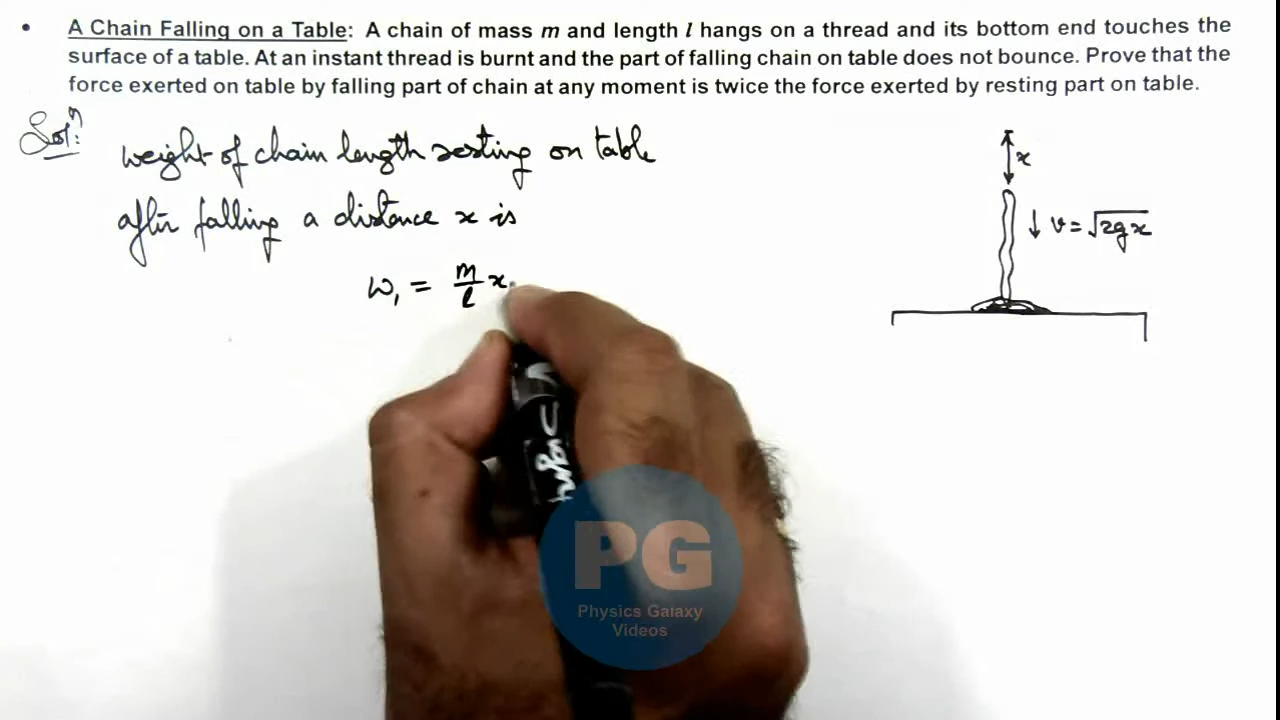 • A Chain Falling on a Table: A chain of mass m and length l hangs on a thread and its bottom end touches the
surface of a table. At an instant thread is burnt and the part of falling chain on table does not bounce. Prove that the
force exerted on table by falling part of chain at any moment is twice the force exerted by resting part on table.
Solⁿ:
weight of chain length resting on table
after falling a distance x is
w₁ = m/l x
x
↓ v = √2gx
PG
Physics Galaxy
Videos